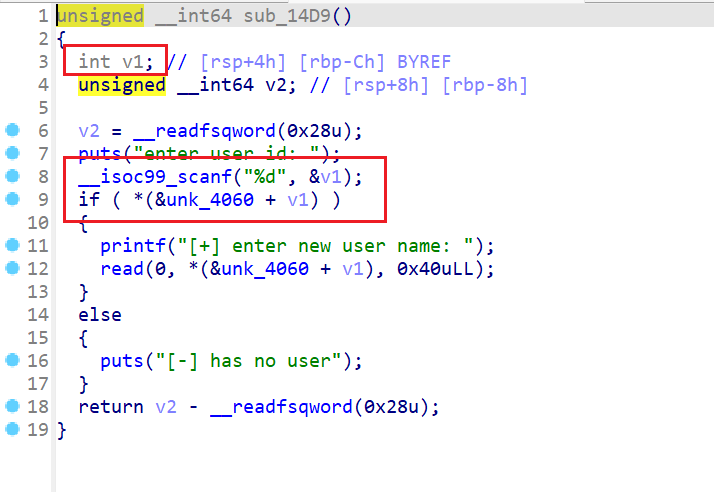 1 unsigned __int64 sub_14D9()
2 {
3 int v1; // [rsp+4h] [rbp-Ch] BYREF
4 unsigned __int64 v2; // [rsp+8h] [rbp-8h]
5
6 v2 = __readfsqword(0x28u);
7 puts("enter user id: ");
8 __isoc99_scanf("%d", &v1);
9 if ( *(&unk_4060 + v1) )
10 {
11 printf("[+] enter new user name: ");
12 read(0, *(&unk_4060 + v1), 0x40uLL);
13 }
14 else
15 {
16 puts("[-] has no user");
17 }
18 return v2 - __readfsqword(0x28u);
19 }